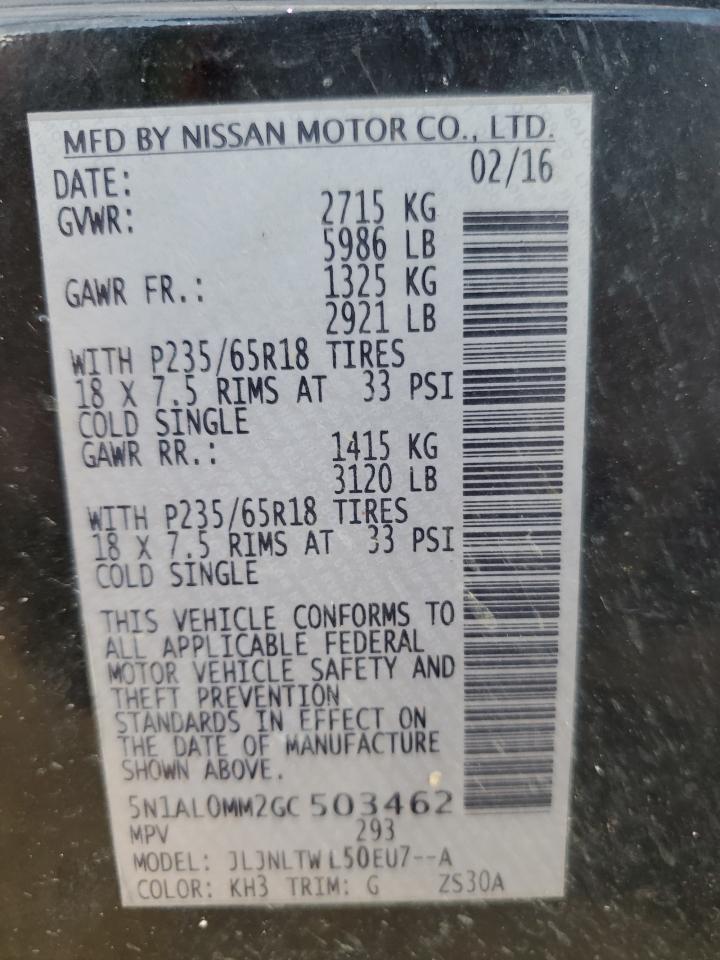 MFD BY NISSAN MOTOR CO., LTD.
DATE: 02/16
GVWR: 2715 KG
5986 LB
GAWR FR.: 1325 KG
2921 LB
WITH P235/65R18 TIRES
18 X 7.5 RIMS AT 33 PSI
COLD SINGLE
GAWR RR.: 1415 KG
3120 LB
WITH P235/65R18 TIRES
18 X 7.5 RIMS AT 33 PSI
COLD SINGLE
THIS VEHICLE CONFORMS TO
ALL APPLICABLE FEDERAL
MOTOR VEHICLE SAFETY AND
THEFT PREVENTION
STANDARDS IN EFFECT ON
THE DATE OF MANUFACTURE
SHOWN ABOVE.
5N1AL0MM2GC 503462
MPV 293
MODEL: JLJNLTWL50EU7--A
COLOR: KH3 TRIM: G ZS30A